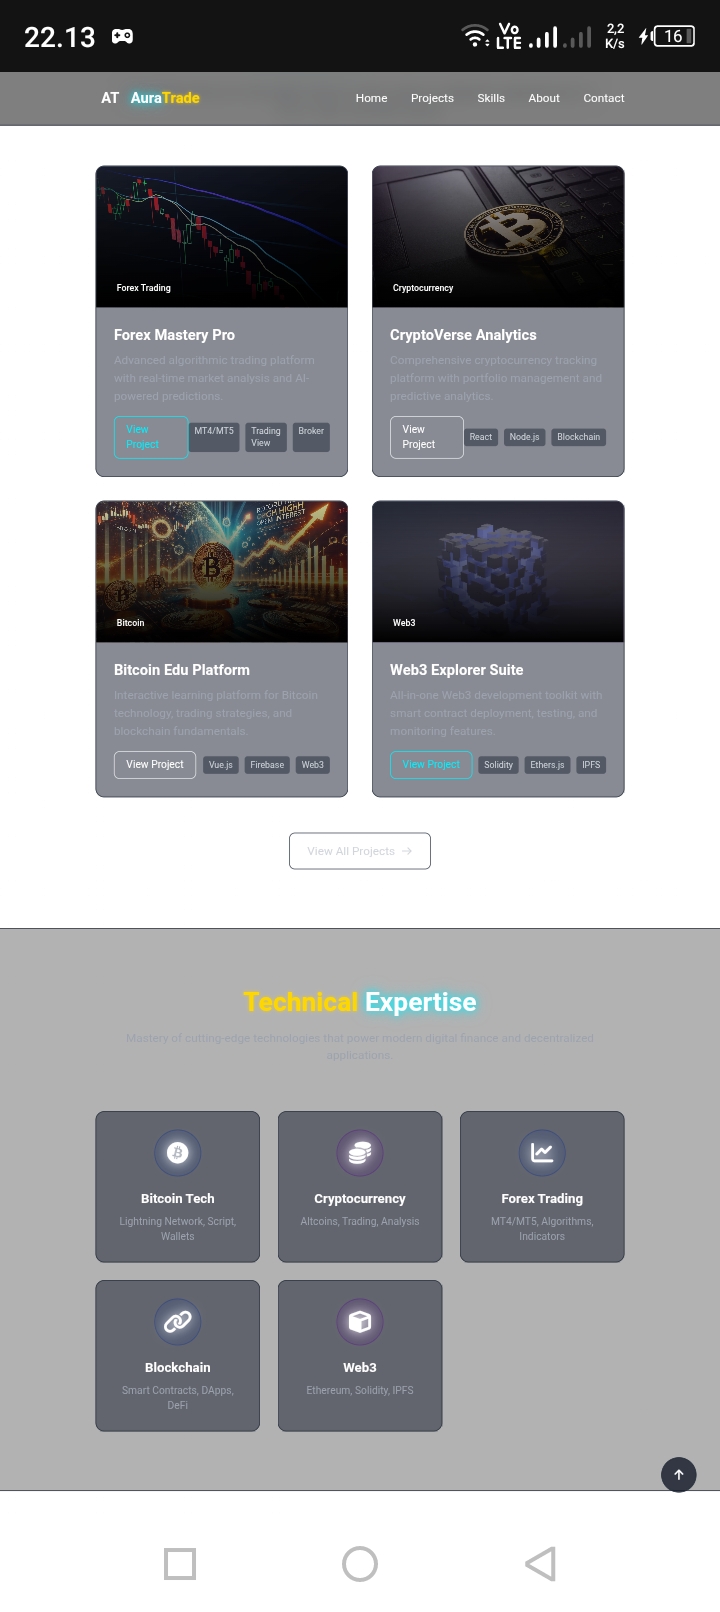 22.13
Vo
LTE
2,2
K/s
16
AT AuraTrade
Home Projects Skills About Contact
Forex Trading
Cryptocurrency
Forex Mastery Pro
Advanced algorithmic trading platform
with real-time market analysis and AI-
powered predictions.
View
Project
MT4/MT5
Trading
View
Broker
CryptoVerse Analytics
Comprehensive cryptocurrency tracking
platform with portfolio management and
predictive analytics.
View
Project
React Node.js Blockchain
OPEN INTEREST
Bitcoin
Web3
Bitcoin Edu Platform
Interactive learning platform for Bitcoin
technology, trading strategies, and
blockchain fundamentals.
View Project Vue.js Firebase Web3
Web3 Explorer Suite
All-in-one Web3 development toolkit with
smart contract deployment, testing, and
monitoring features.
View Project Solidity Ethers.js IPFS
View All Projects →
Technical Expertise
Mastery of cutting-edge technologies that power modern digital finance and decentralized
applications.
Bitcoin Tech
Lightning Network, Script,
Wallets
Cryptocurrency
Altcoins, Trading, Analysis
Forex Trading
MT4/MT5, Algorithms,
Indicators
Blockchain
Smart Contracts, DApps,
DeFi
Web3
Ethereum, Solidity, IPFS